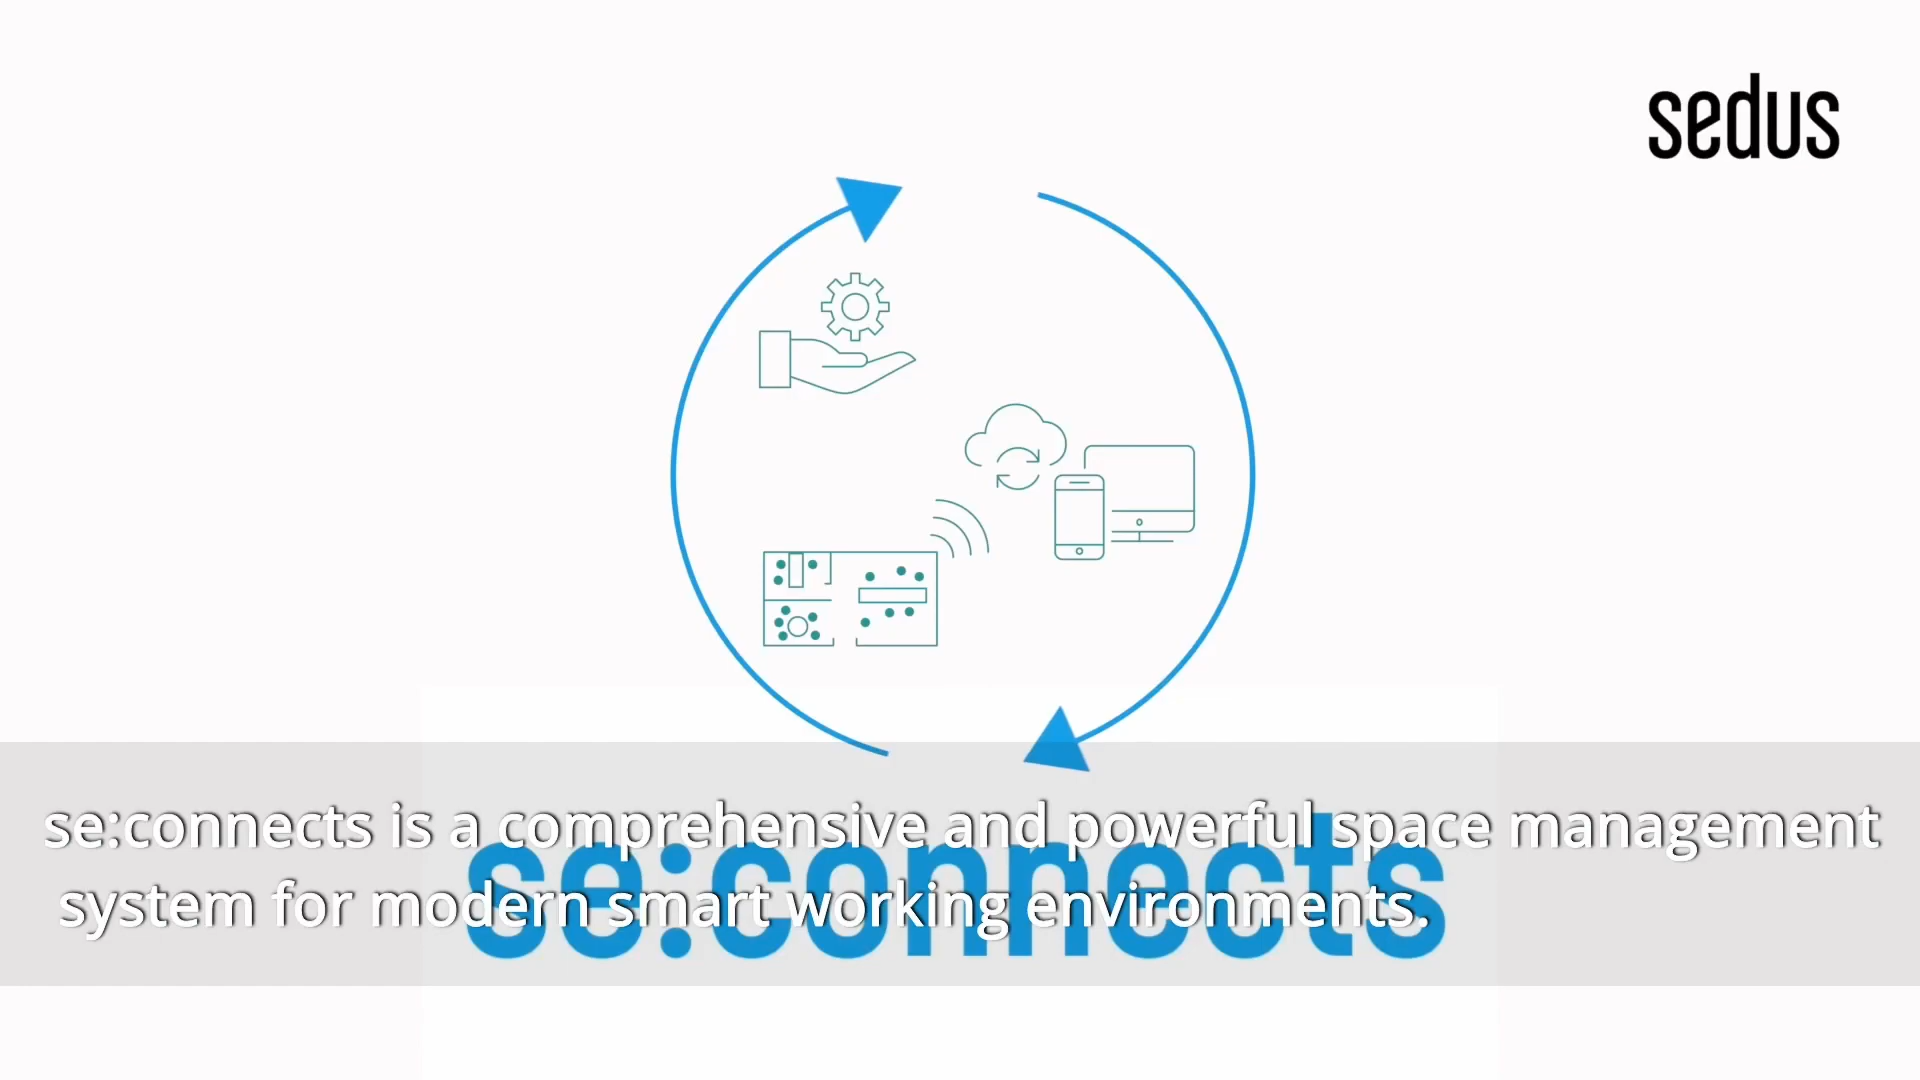 sedus
se:connects is a comprehensive and powerful space management
system for modern smart working environments.
se:connects